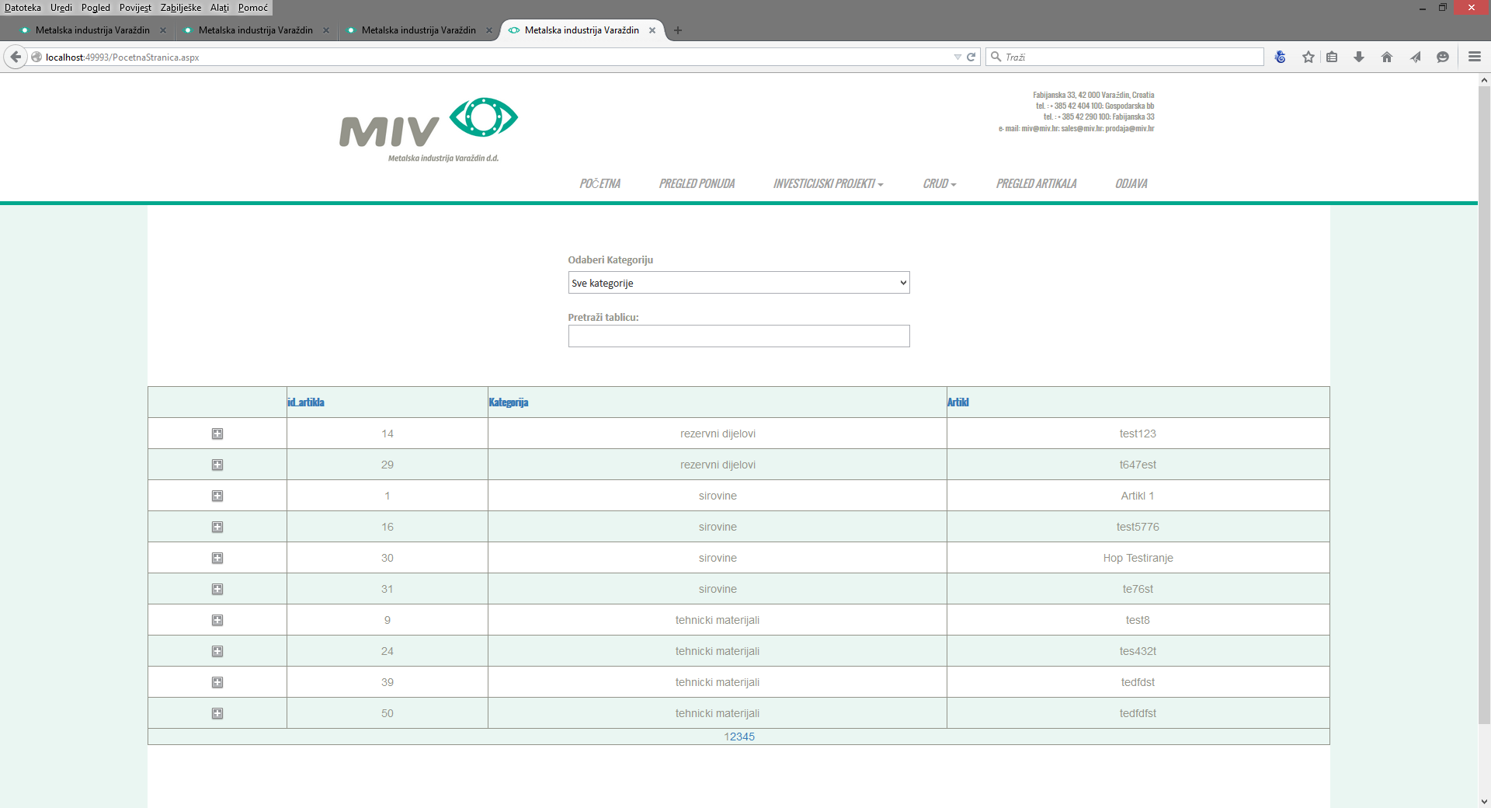 Datoteka Uredi Pogled Povijest Zabilješke Alati Pomoć
Metalska industrija Varaždin Metalska industrija Varaždin Metalska industrija Varaždin Metalska industrija Varaždin
localhost:49993/PocetnaStranica.aspx Traži
Fabijanska 33, 42 000 Varaždin, Croatia
tel. : + 385 42 404 100; Gospodarska bb
tel. : + 385 42 290 100; Fabijanska 33
e- mail: miv@miv.hr; sales@miv.hr; prodaja@miv.hr
MIV
Metalska industrija Varaždin d.d.
POČETNA PREGLED PONUDA INVESTICIJSKI PROJEKTI CRUD PREGLED ARTIKALA ODJAVA
Odaberi Kategoriju
Sve kategorije
Pretraži tablicu:
id_artikla Kategorija Artikl
14 rezervni dijelovi test123
29 rezervni dijelovi t647est
1 sirovine Artikl 1
16 sirovine test5776
30 sirovine Hop Testiranje
31 sirovine te76st
9 tehnicki materijali test8
24 tehnicki materijali tes432t
39 tehnicki materijali tedfdst
50 tehnicki materijali tedfdfst
12345